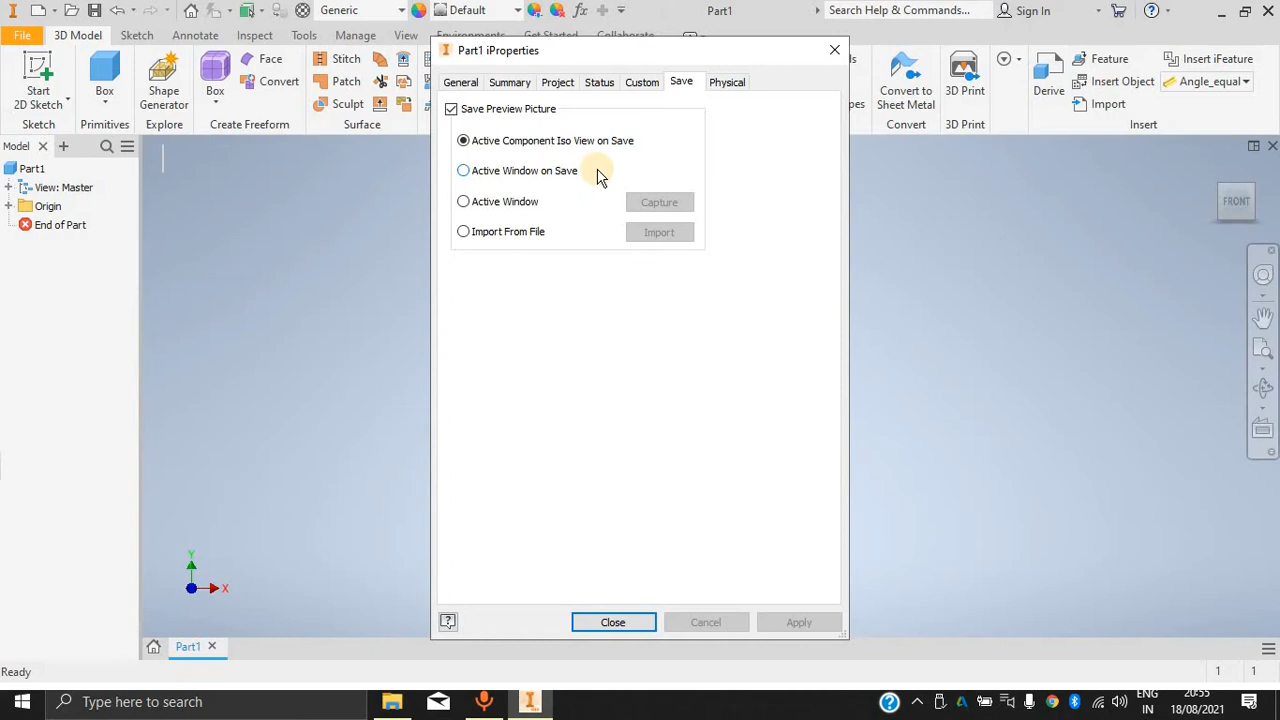 Generic
Default
fx
Part1
Search Help & Commands...
Sign In
File
3D Model
Sketch
Annotate
Inspect
Tools
Manage
View
Environments
Get Started
Collaborate
Start
2D Sketch
Sketch
Box
Primitives
Shape
Generator
Explore
Face
Convert
Create Freeform
Stitch
Patch
Sculpt
Surface
Convert to
Sheet Metal
3D Print
3D Print
Derive
Feature
Insert Object
Import
Insert iFeature
Angle_equal
Insert
Model
Part1
View: Master
Origin
End of Part
Part1 iProperties
General
Summary
Project
Status
Custom
Save
Physical
Save Preview Picture
Active Component Iso View on Save
Active Window on Save
Active Window
Capture
Import From File
Import
Close
Cancel
Apply
FRONT
Y
X
Part1
Ready
1
1
Type here to search
ENG
IN
20:55
18/08/2021